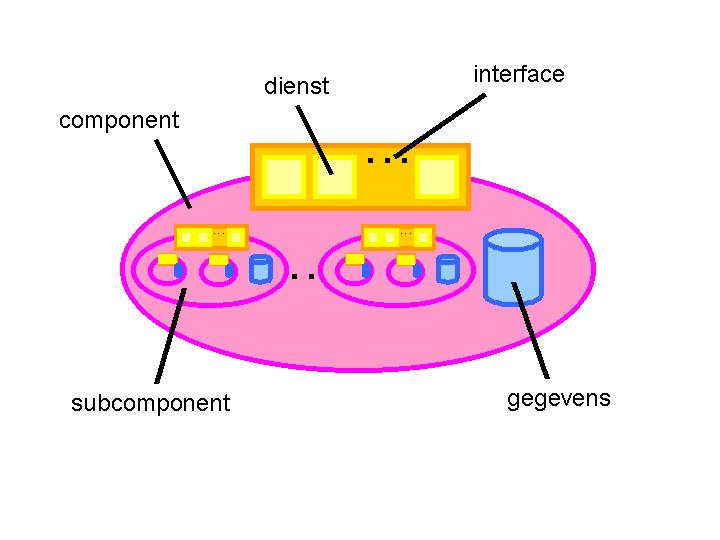 interface
dienst
component
subcomponent
gegevens